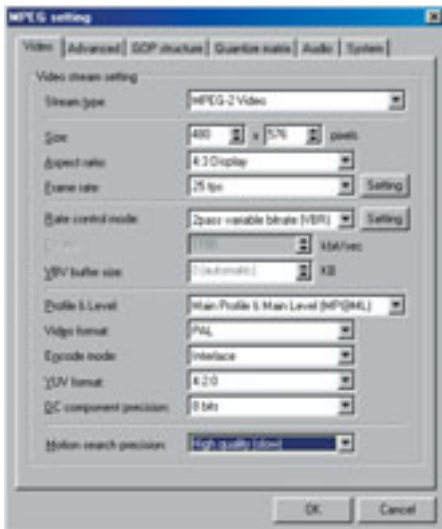 MPEG setting
Video Advanced GOP structure Quantize matrix Audio System
Video stream setting
Stream type: MPEG-2 Video
Size: 480 x 576 pixels
Aspect ratio: 4:3 Display
Frame rate: 25 fps Setting
Rate control mode: 2pass variable bitrate (VBR) Setting
kbit/sec
VBV buffer size: 0 (automatic) KB
Profile & Level: Main Profile & Main Level (MP@ML)
Video format: PAL
Encode mode: Interlace
YUV format: 4:2:0
DC component precision: 8 bits
Motion search precision: High quality (slow)
OK Cancel